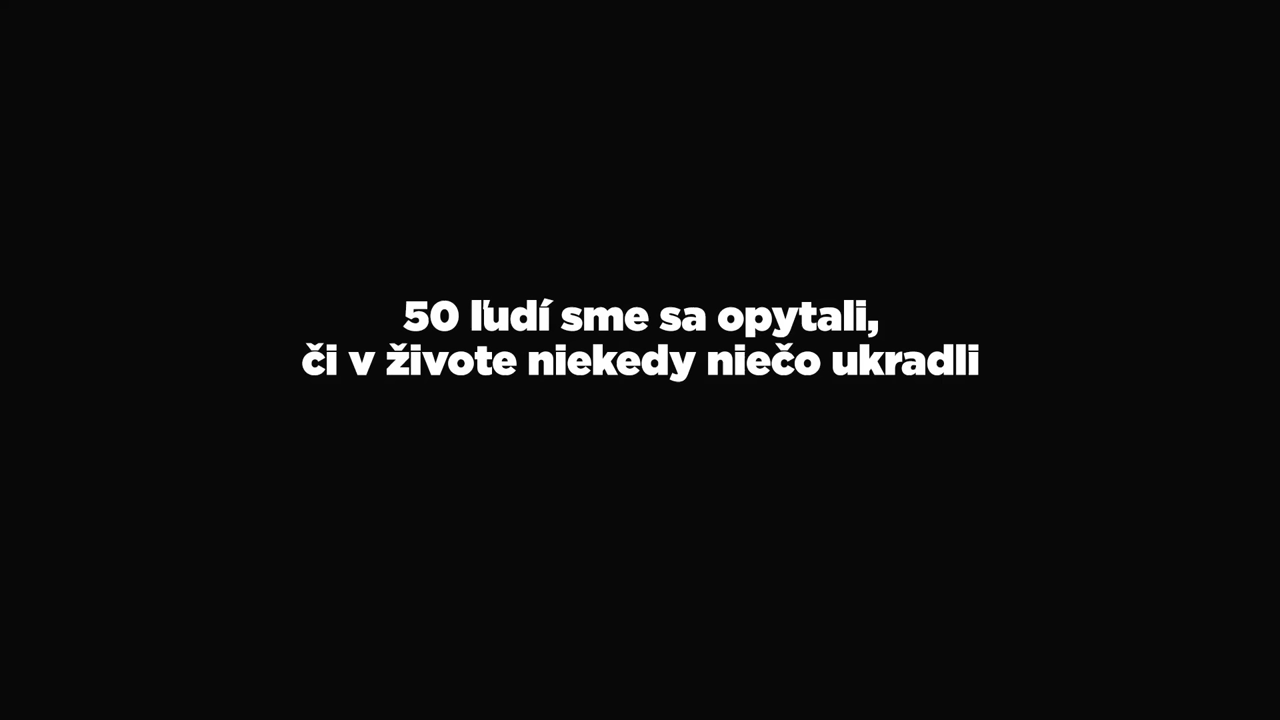 50 ľudí sme sa opytali,
či v živote niekedy niečo ukradli